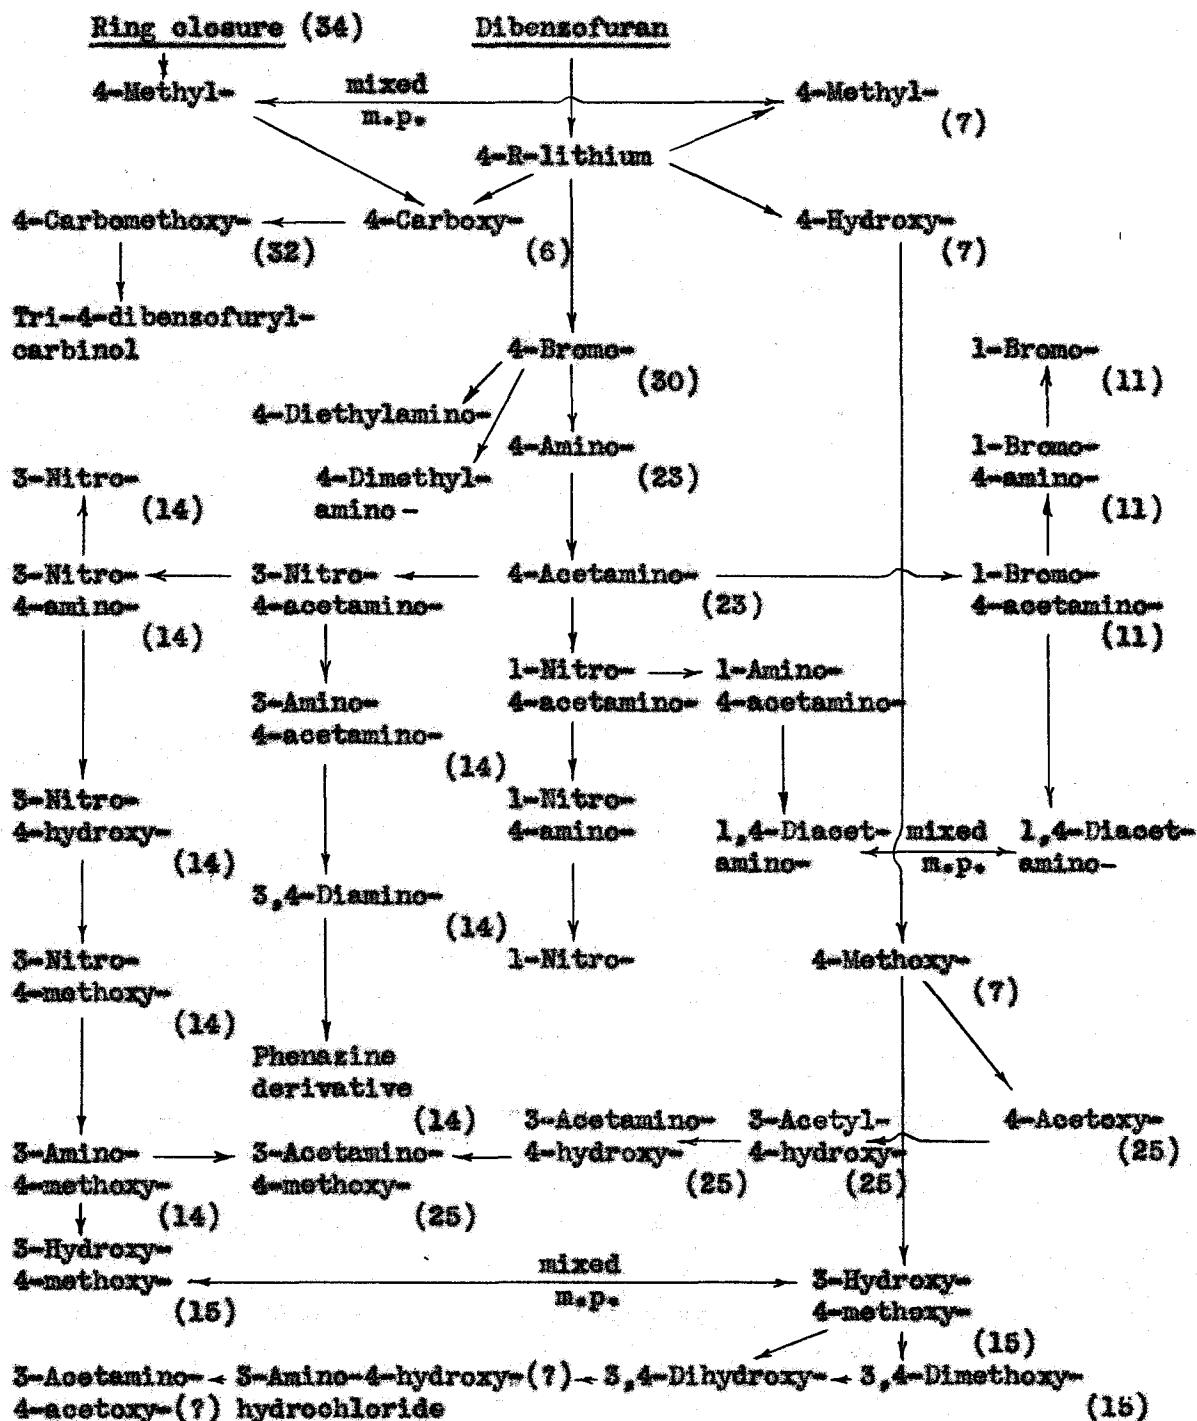 Ring closure (34) Dibenzofuran
4-Methyl- mixed 4-Methyl-
m.p. (7)
4-R-lithium
4-Carbomethoxy- 4-Carboxy- 4-Hydroxy-
(32) (6) (7)
Tri-4-dibenzofuryl-
carbinol 4-Bromo- 1-Bromo-
(30) (11)
4-Diethylamino-
4-Amino- 1-Bromo-
3-Nitro- 4-Dimethyl- (23) 4-amino-
(14) amino- (11)
3-Nitro- 3-Nitro- 4-Acetamino- 1-Bromo-
4-amino- 4-acetamino- (23) 4-acetamino-
(14) (11)
1-Nitro- 1-Amino-
3-Amino- 4-acetamino- 4-acetamino-
4-acetamino-
(14)
3-Nitro- 1-Nitro-
4-hydroxy- 4-amino- 1,4-Diacet- mixed 1,4-Diacet-
(14) amino- m.p. amino-
3,4-Diamino-
(14)
3-Nitro- 1-Nitro- 4-Methoxy-
4-methoxy- (7)
(14)
Phenazine
derivative
(14) 3-Acetamino- 3-Acetyl- 4-Acetoxy-
3-Amino- 3-Acetamino- 4-hydroxy- 4-hydroxy- (25)
4-methoxy- 4-methoxy- (25) (25)
(14) (25)
3-Hydroxy- mixed
4-methoxy- m.p. 3-Hydroxy-
(15) 4-methoxy-
(15)
3-Acetamino- 3-Amino-4-hydroxy-(?) 3,4-Dihydroxy- 3,4-Dimethoxy-
4-acetoxy-(?) hydrochloride (15)